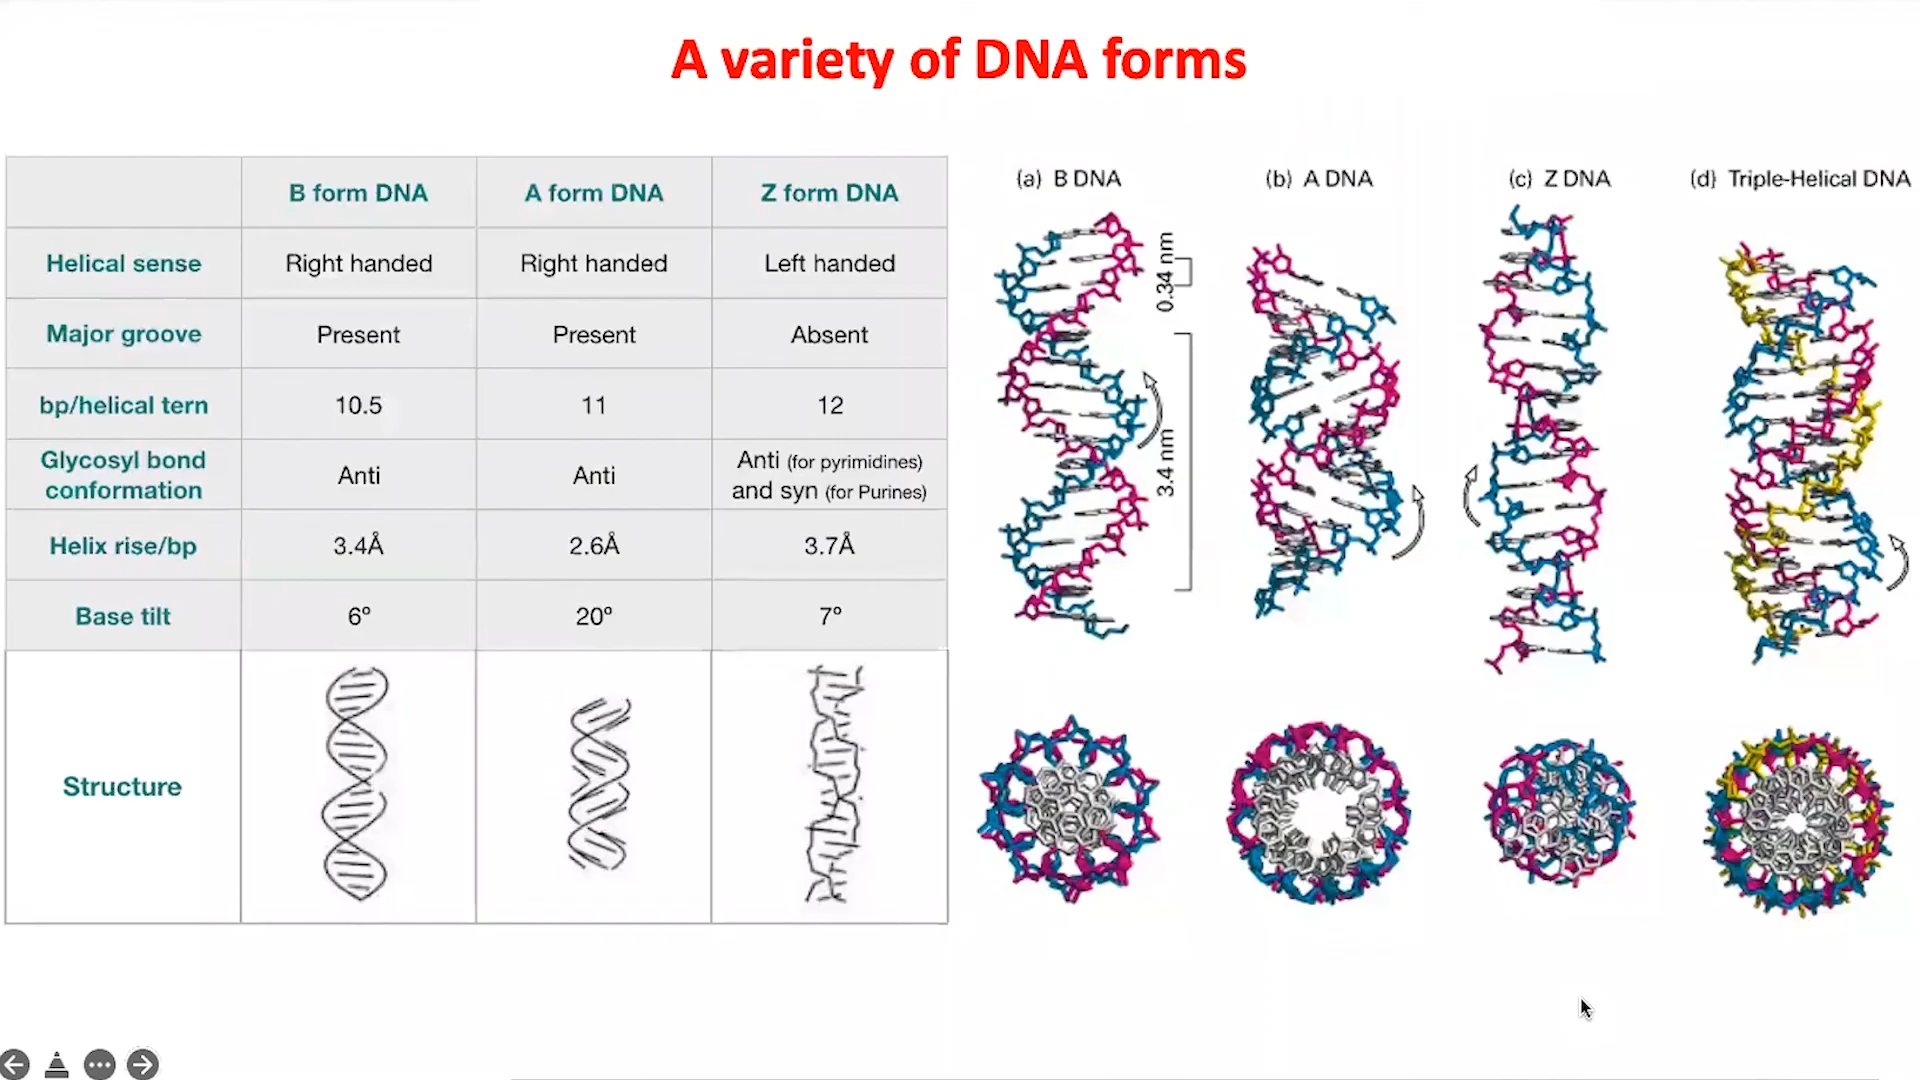 A variety of DNA forms
B form DNA A form DNA Z form DNA
Helical sense Right handed Right handed Left handed
Major groove Present Present Absent
bp/helical tern 10.5 11 12
Glycosyl bond
conformation Anti Anti Anti (for pyrimidines)
and syn (for Purines)
Helix rise/bp 3.4Å 2.6Å 3.7Å
Base tilt 6º 20º 7º
Structure
(a) B DNA
0.34 nm
3.4 nm
(b) A DNA
(c) Z DNA
(d) Triple-Helical DNA